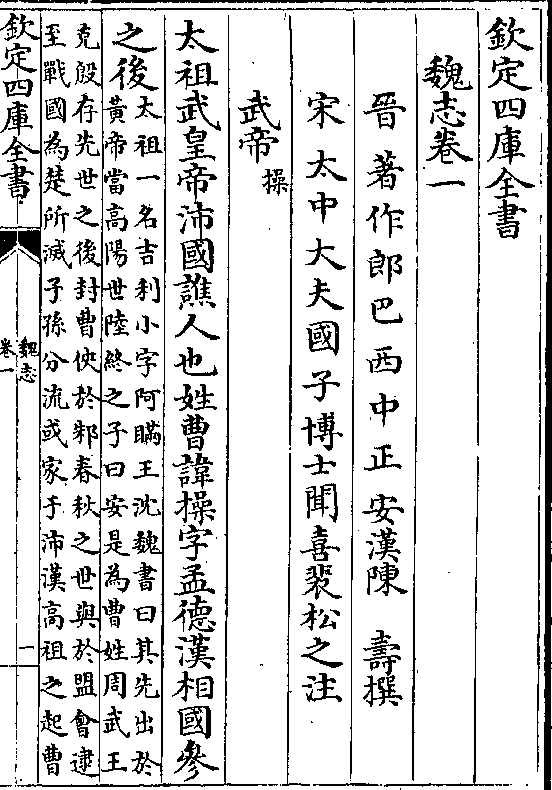 欽定四庫全書
魏志卷一
晉著作郎巴西中正安漢陳壽撰
宋太中大夫國子博士聞喜裴松之注
武帝操
太祖武皇帝沛國譙人也姓曹諱操字孟德漢相國參
之後
太祖一名吉利小字阿瞞王沈魏書曰其先出於
黃帝當高陽世陸終之子曰安是為曹姓周武王
克殷存先世之後封曹俠於邾春秋之世與於盟會逮
至戰國為楚所滅子孫分流或家于沛漢高祖之起曹
欽定四庫全書
魏志
卷一
一